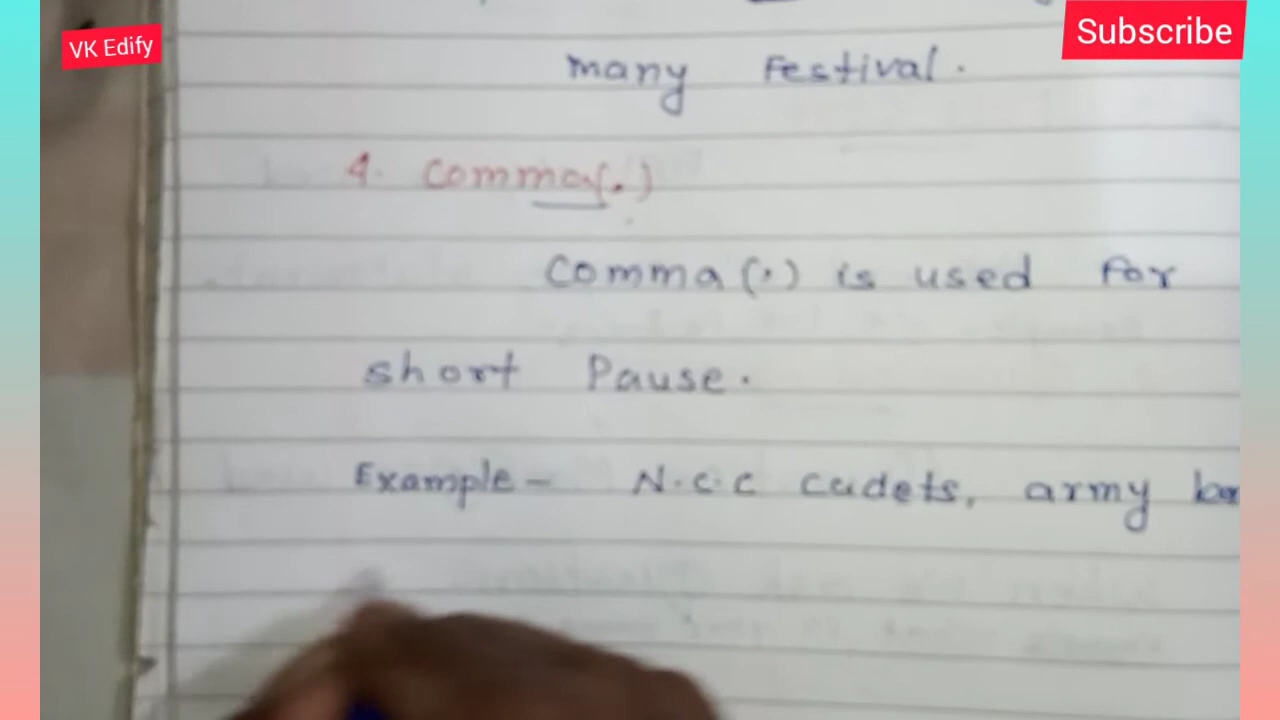 VK Edify
Subscribe
many Festival.
4. Comma(.)
Comma (,) is used For
short Pause.
Example- N.C.C Cadets, army